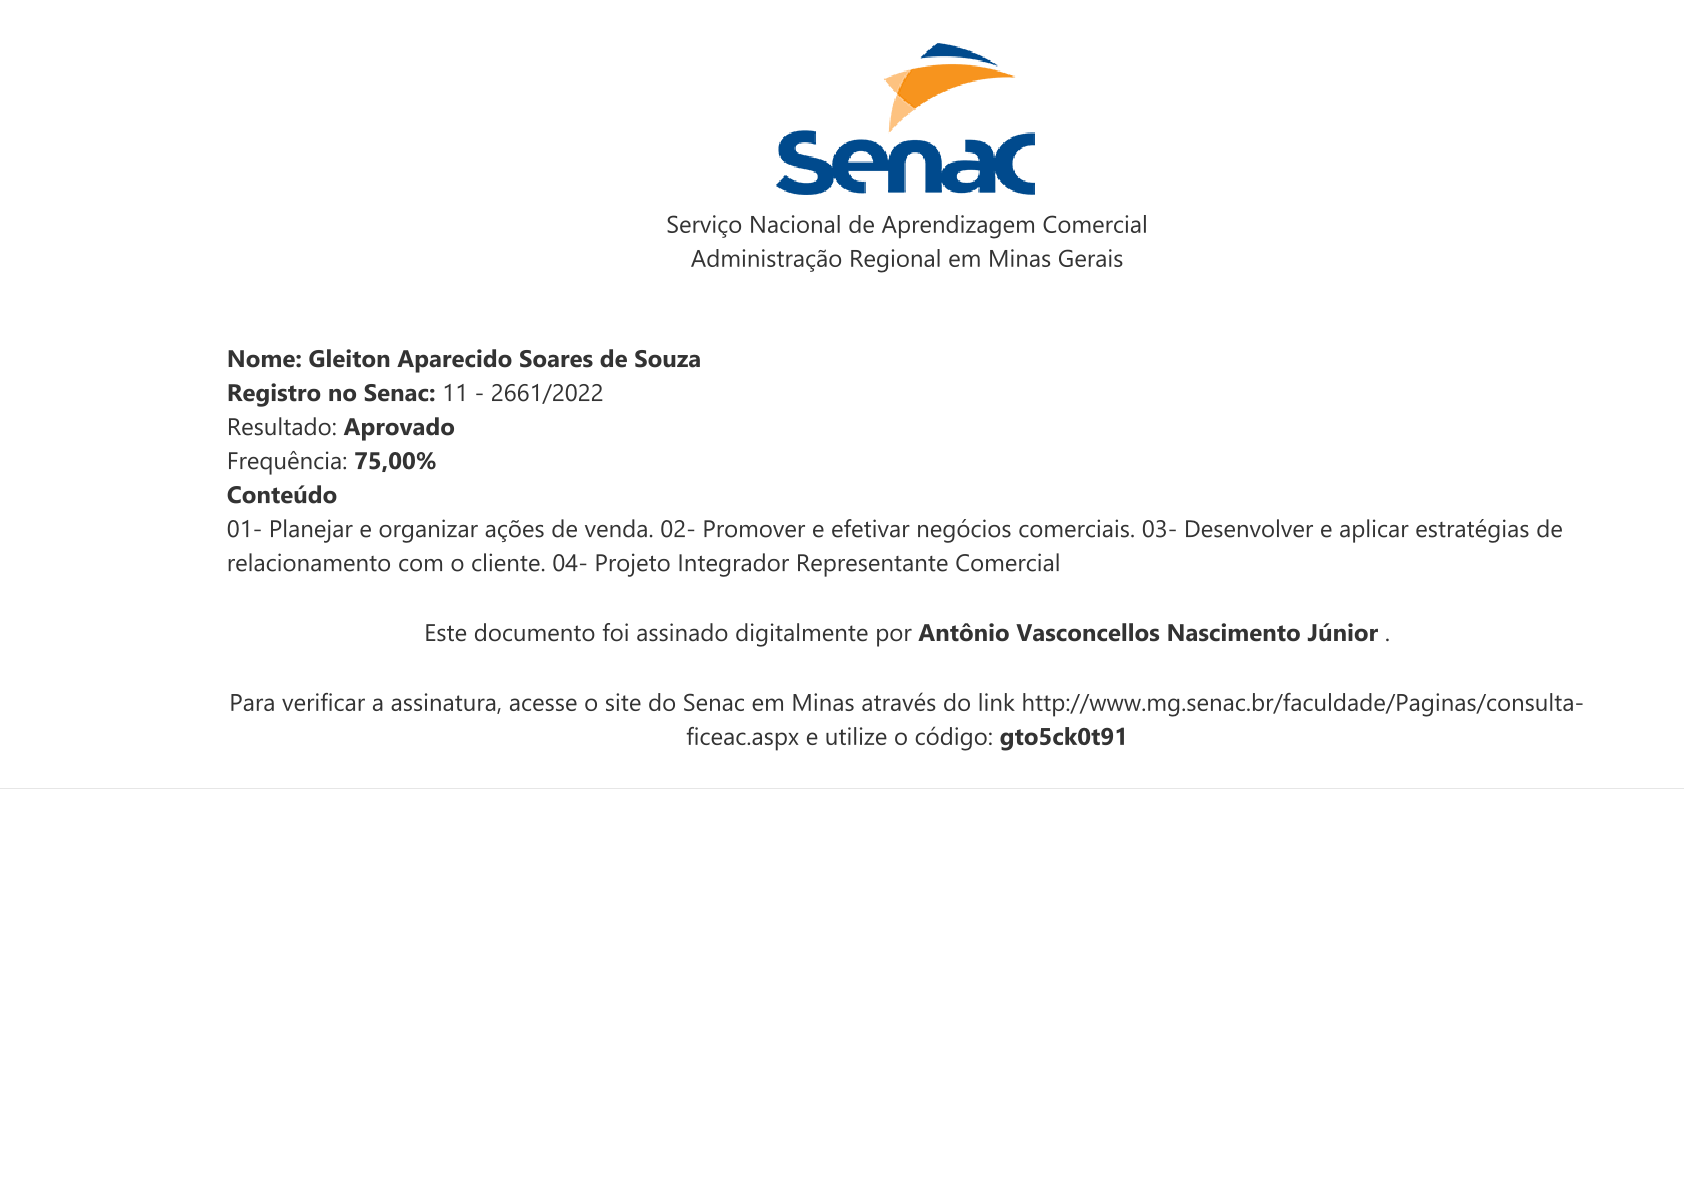 Senac
Serviço Nacional de Aprendizagem Comercial
Administração Regional em Minas Gerais
Nome: Gleiton Aparecido Soares de Souza
Registro no Senac: 11 - 2661/2022
Resultado: Aprovado
Frequência: 75,00%
Conteúdo
01- Planejar e organizar ações de venda. 02- Promover e efetivar negócios comerciais. 03- Desenvolver e aplicar estratégias de
relacionamento com o cliente. 04- Projeto Integrador Representante Comercial
Este documento foi assinado digitalmente por Antônio Vasconcellos Nascimento Júnior .
Para verificar a assinatura, acesse o site do Senac em Minas através do link http://www.mg.senac.br/faculdade/Paginas/consulta-
ficeac.aspx e utilize o código: gto5ck0t91